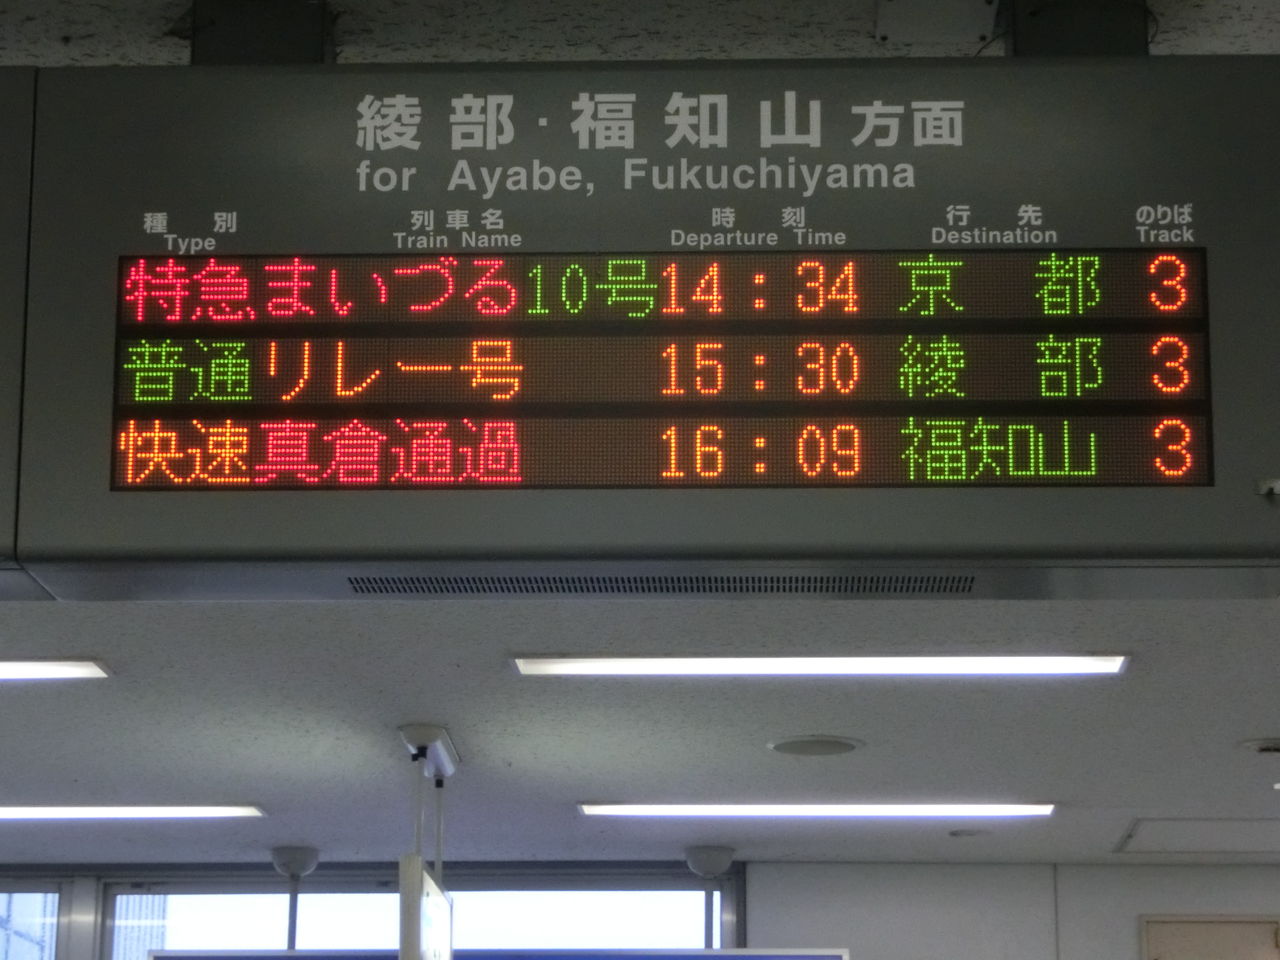 綾部・福知山方面
for Ayabe, Fukuchiyama
種別 列車名 時刻 行先 のりば
Type Train Name Departure Time Destination Track
特急 まいづる10号 14:34 京都 3
普通 リレー号 15:30 綾部 3
快速 真倉通過 16:09 福知山 3